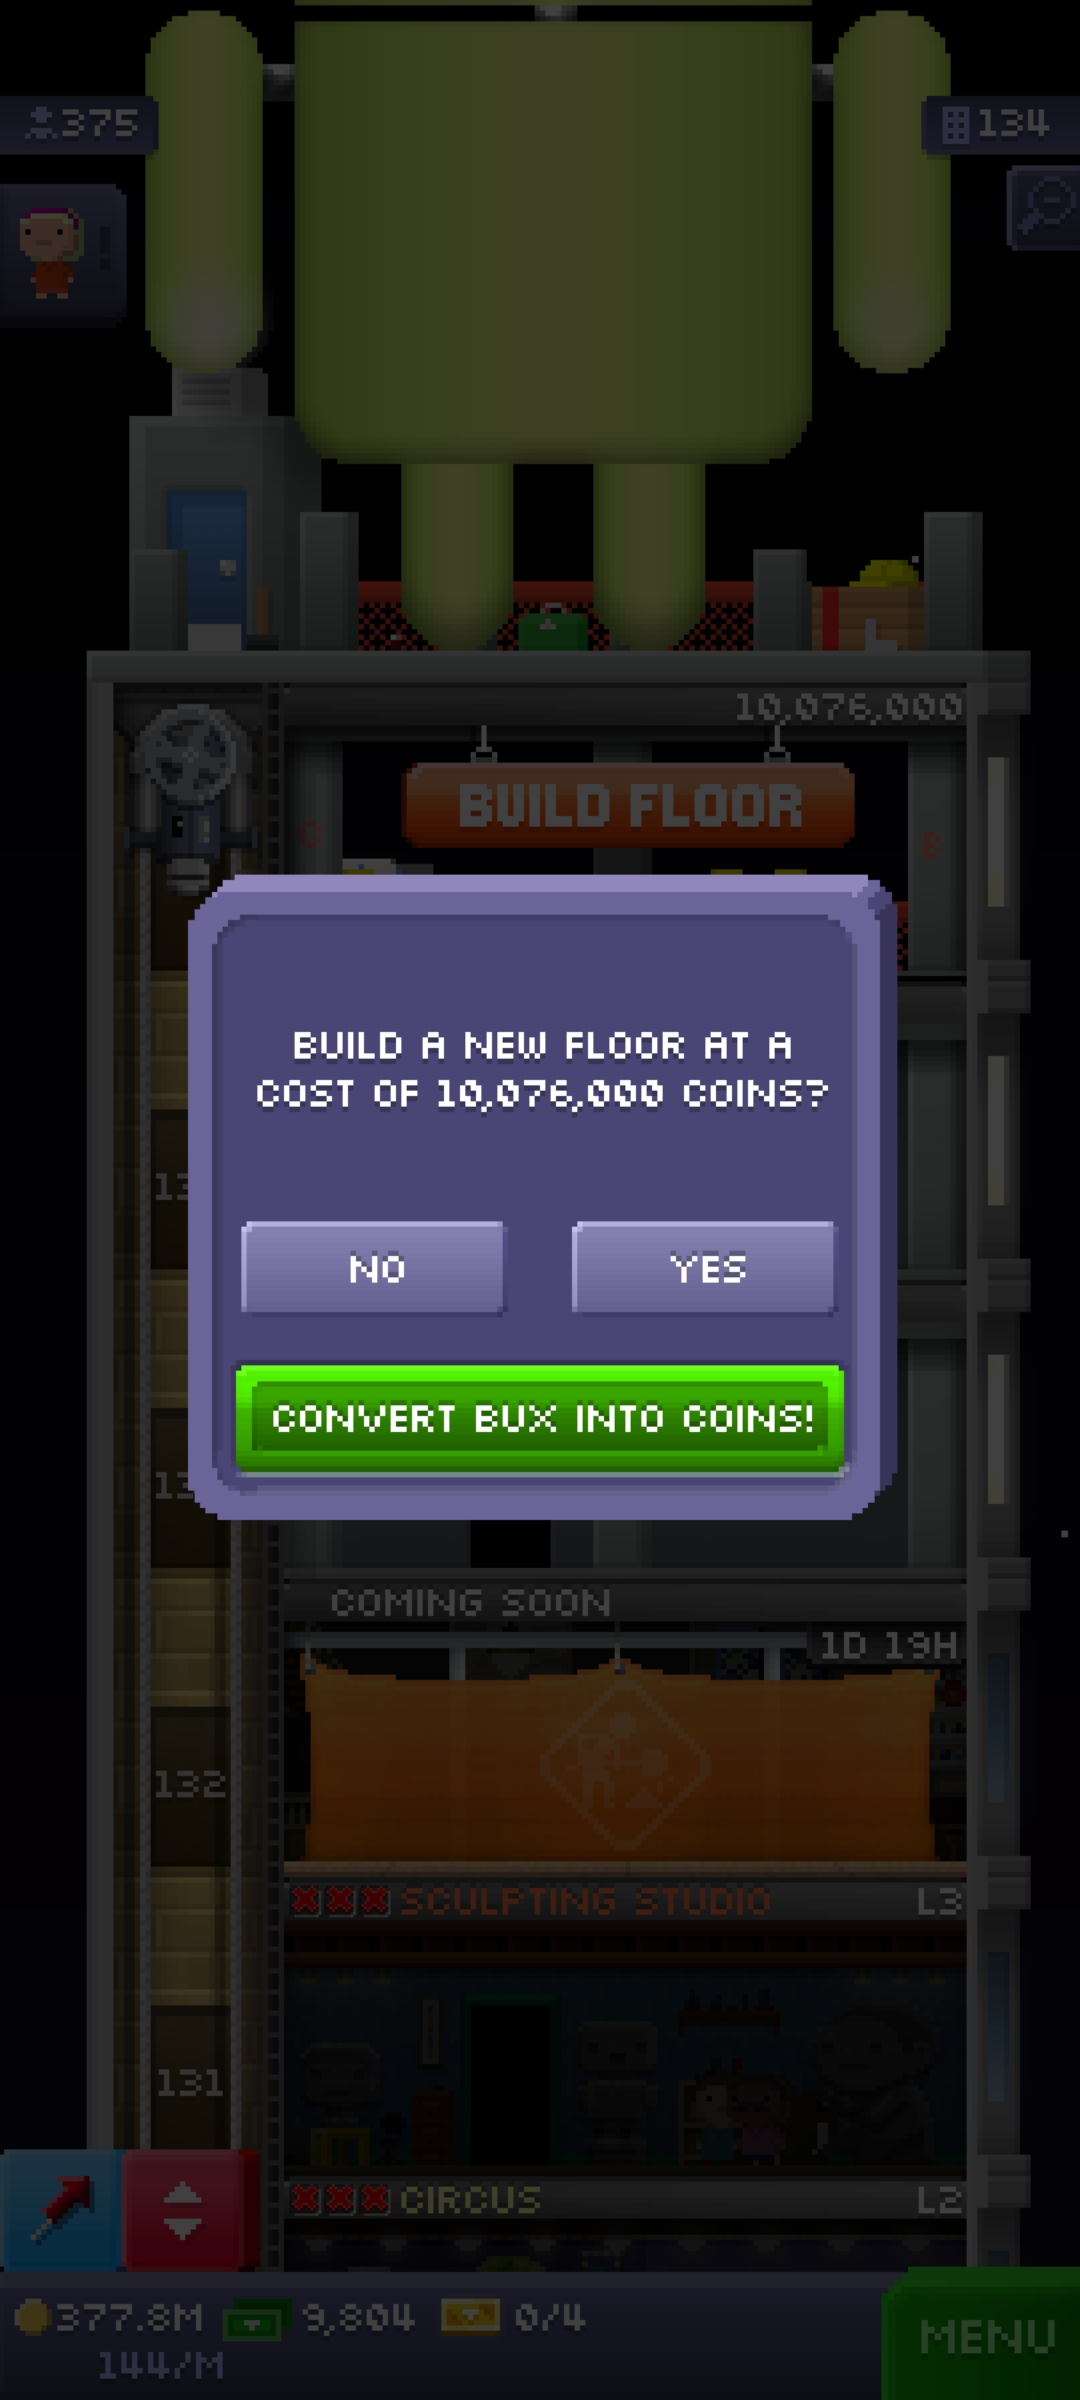 375
134
10,076,000
BUILD FLOOR
C
B
BUILD A NEW FLOOR AT A
COST OF 10,076,000 COINS?
NO
YES
CONVERT BUX INTO COINS!
COMING SOON
1D 19H
132
SCULPTING STUDIO
L3
131
CIRCUS
L2
377.8M
9,804
0/4
144/M
MENU